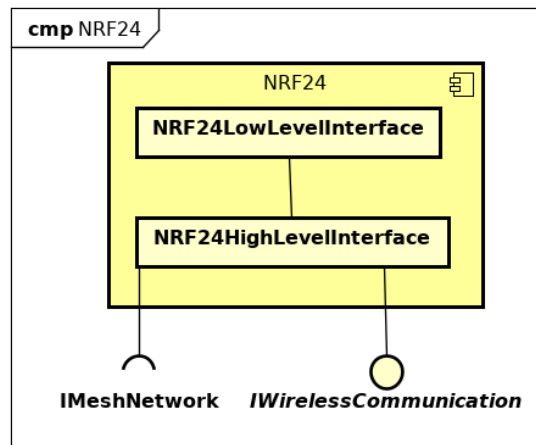 cmp NRF24
NRF24
NRF24LowLevelInterface
NRF24HighLevelInterface
IMeshNetwork
IWirelessCommunication